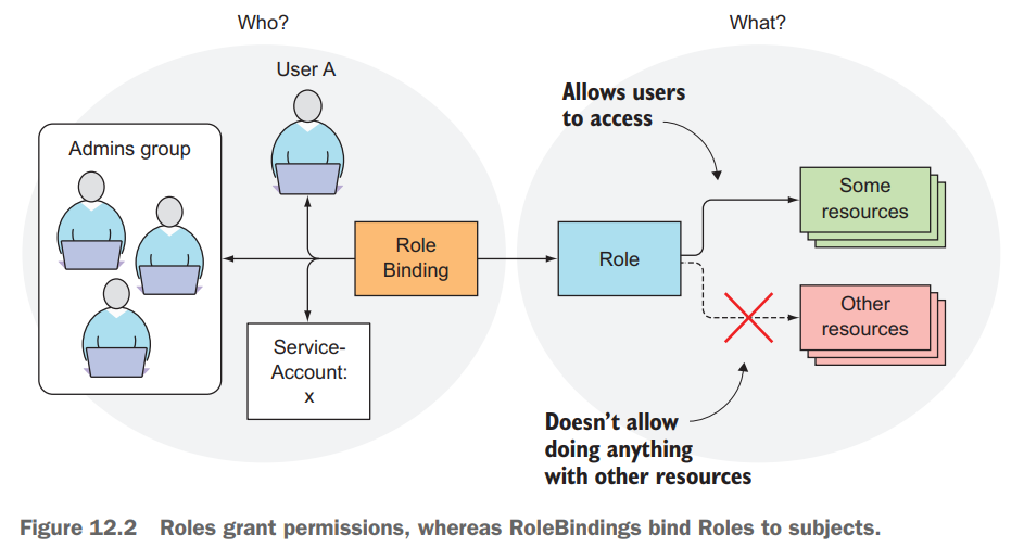 Who?
What?
User A
Allows users
to access
Admins group
Some
resources
Role
Binding
Role
Other
resources
Service-
Account:
x
Doesn’t allow
doing anything
with other resources
Figure 12.2 Roles grant permissions, whereas RoleBindings bind Roles to subjects.